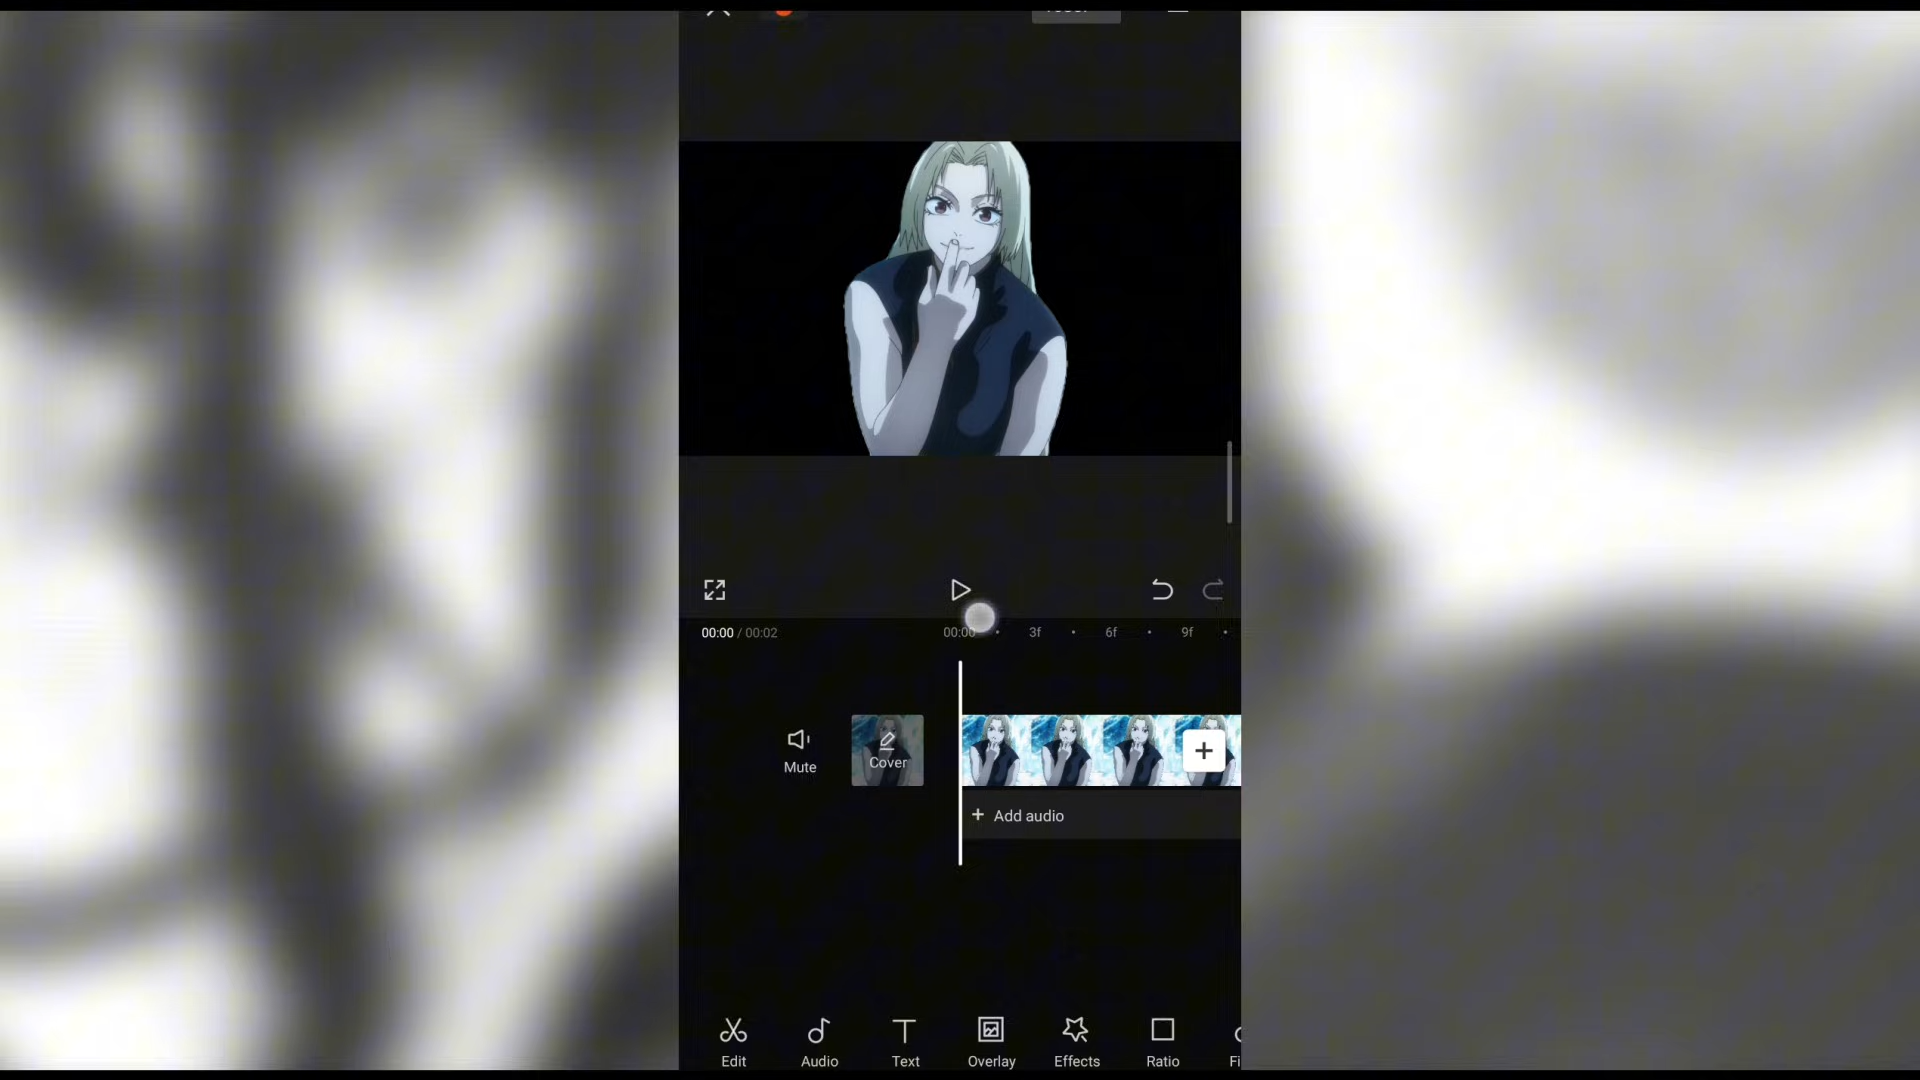 00:00 / 00:02
00:00 3f 6f 9f
Mute
Cover
Add audio
Edit Audio Text Overlay Effects Ratio Fi